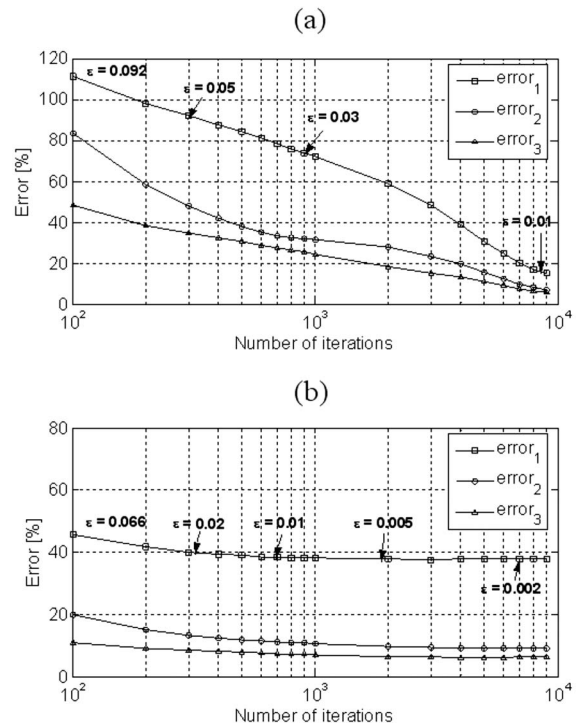 (a)
120
100
80
60
40
20
0
Error [%]
ε = 0.092
ε = 0.05
ε = 0.03
ε = 0.01
error1
error2
error3
10^2
10^3
10^4
Number of iterations
(b)
80
60
40
20
0
Error [%]
ε = 0.066
ε = 0.02
ε = 0.01
ε = 0.005
ε = 0.002
error1
error2
error3
10^2
10^3
10^4
Number of iterations